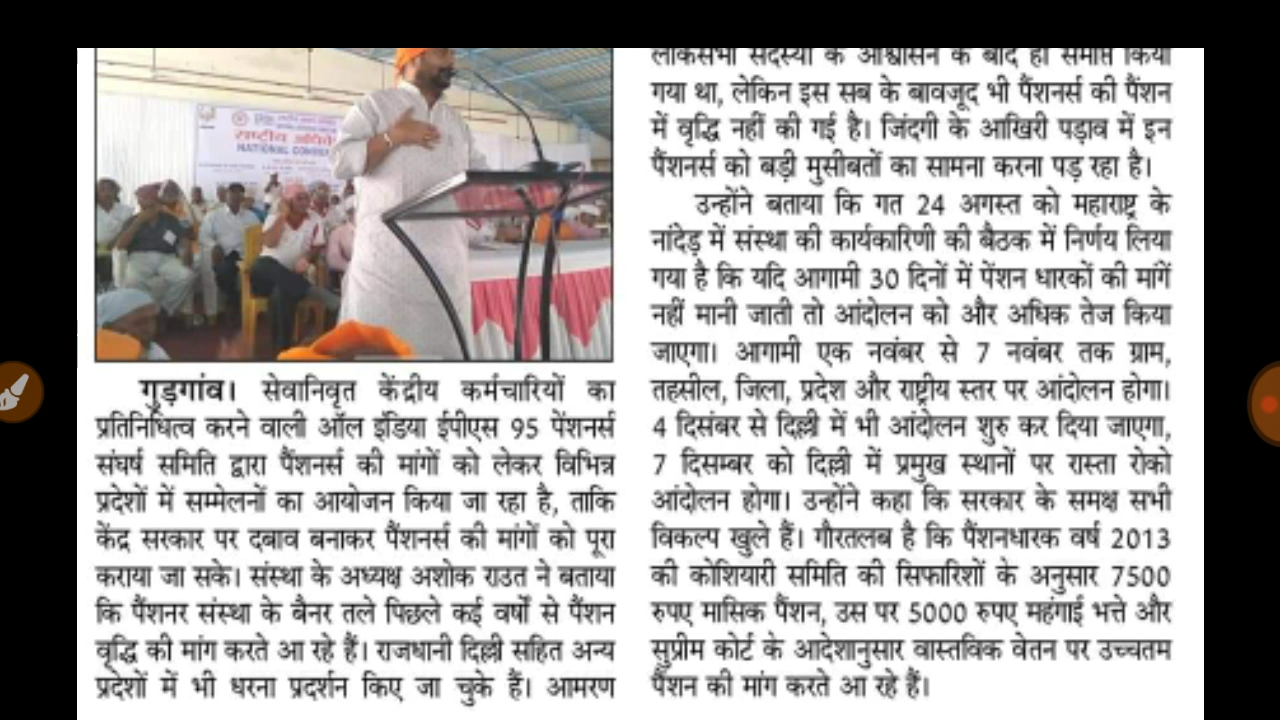 राष्ट्रीय
NATIONAL
गुड़गांव। सेवानिवृत केंद्रीय कर्मचारियों का
प्रतिनिधित्व करने वाली ऑल इंडिया ईपीएस 95 पेंशनर्स
संघर्ष समिति द्वारा पैंशनर्स की मांगों को लेकर विभिन्न
प्रदेशों में सम्मेलनों का आयोजन किया जा रहा है, ताकि
केंद्र सरकार पर दबाव बनाकर पैंशनर्स की मांगों को पूरा
कराया जा सके। संस्था के अध्यक्ष अशोक राउत ने बताया
कि पैंशनर संस्था के बैनर तले पिछले कई वर्षों से पैंशन
वृद्धि की मांग करते आ रहे हैं। राजधानी दिल्ली सहित अन्य
प्रदेशों में भी धरना प्रदर्शन किए जा चुके हैं। आमरण
लोकसभा सदस्यों के आश्वासन के बाद ही समाप्त किया
गया था, लेकिन इस सब के बावजूद भी पैंशनर्स की पैंशन
में वृद्धि नहीं की गई है। जिंदगी के आखिरी पड़ाव में इन
पैंशनर्स को बड़ी मुसीबतों का सामना करना पड़ रहा है।
उन्होंने बताया कि गत 24 अगस्त को महाराष्ट्र के
नांदेड़ में संस्था की कार्यकारिणी की बैठक में निर्णय लिया
गया है कि यदि आगामी 30 दिनों में पेंशन धारकों की मांगें
नहीं मानी जाती तो आंदोलन को और अधिक तेज किया
जाएगा। आगामी एक नवंबर से 7 नवंबर तक ग्राम,
तहसील, जिला, प्रदेश और राष्ट्रीय स्तर पर आंदोलन होगा।
4 दिसंबर से दिल्ली में भी आंदोलन शुरु कर दिया जाएगा,
7 दिसम्बर को दिल्ली में प्रमुख स्थानों पर रास्ता रोको
आंदोलन होगा। उन्होंने कहा कि सरकार के समक्ष सभी
विकल्प खुले हैं। गौरतलब है कि पैंशनधारक वर्ष 2013
की कोशियारी समिति की सिफारिशों के अनुसार 7500
रुपए मासिक पैंशन, उस पर 5000 रुपए महंगाई भत्ते और
सुप्रीम कोर्ट के आदेशानुसार वास्तविक वेतन पर उच्चतम
पैंशन की मांग करते आ रहे हैं।